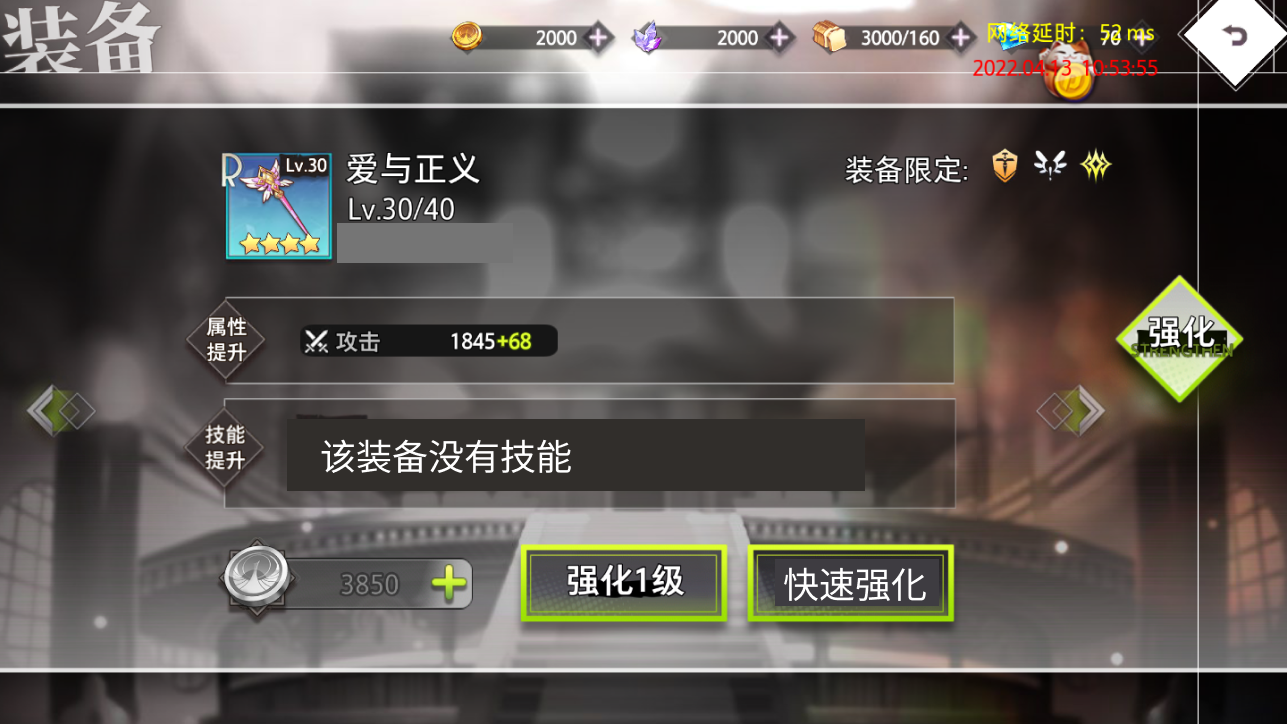 装备
2000
2000
3000/160
70
网络延时：52 ms
2022.04.13 10:53:55
R
Lv.30
爱与正义
Lv.30/40
装备限定:
属性
提升
攻击
1845+68
强化
STRENGTHEN
技能
提升
该装备没有技能
3850
强化1级
快速强化